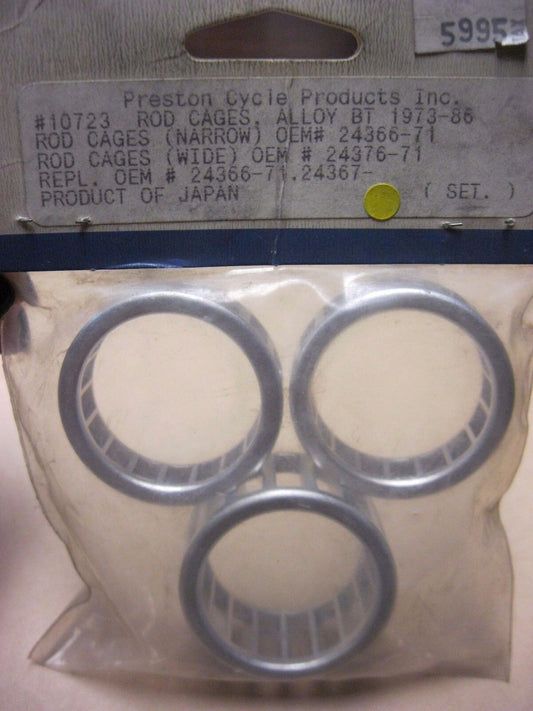 5995
Preston Cycle Products Inc.
#10723 ROD CAGES, ALLOY BT 1973-86
ROD CAGES (NARROW) OEM# 24366-71
ROD CAGES (WIDE) OEM # 24376-71
REPL. OEM # 24366-71,24367-
PRODUCT OF JAPAN ( SET. )